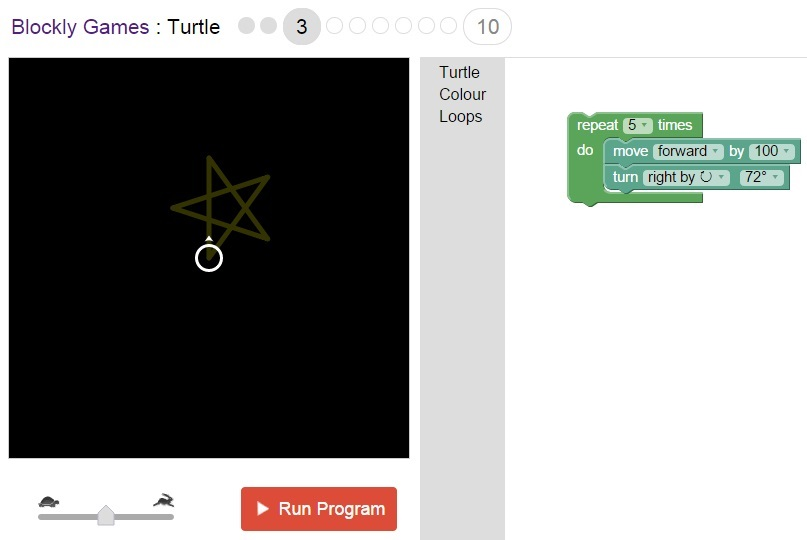 Blockly Games : Turtle 3 10
Turtle
Colour
Loops
repeat 5 times
do move forward by 100
turn right by ↻ 72°
Run Program